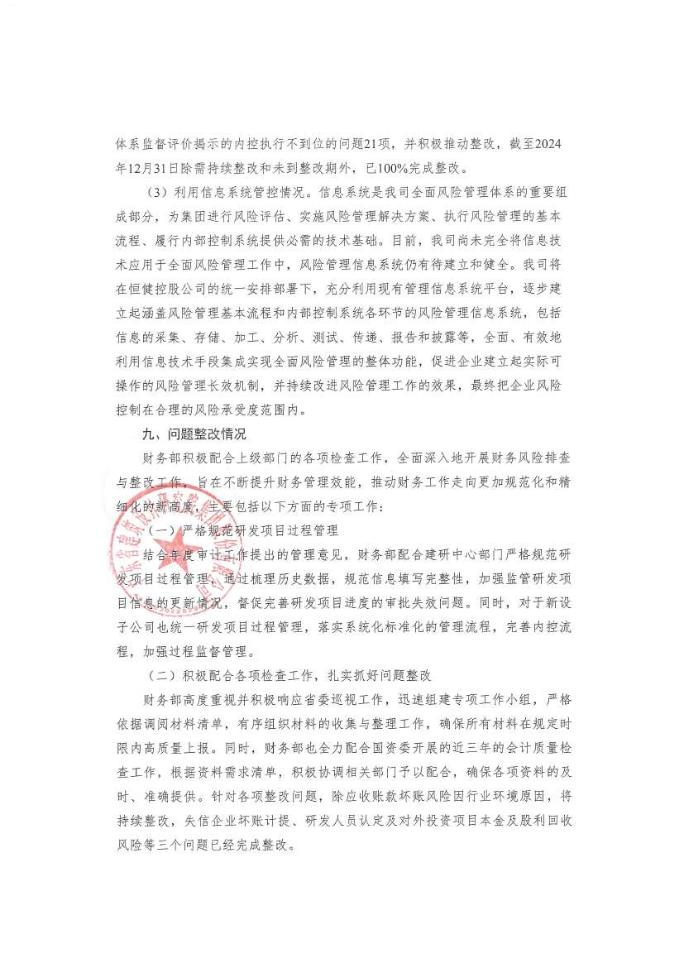 体系监督评价揭示的内控执行不到位的问题21项，并积极推动整改，截至2024
年12月31日除需持续整改和未到整改期外，已100%完成整改。
（3）利用信息系统管控情况。信息系统是我司全面风险管理体系的重要组
成部分，为集团进行风险评估、实施风险管理解决方案、执行风险管理的基本
流程、履行内部控制系统提供必需的技术基础。目前，我司尚未完全将信息技
术应用于全面风险管理工作中，风险管理信息系统仍有待建立和健全。我司将
在恒健控股公司的统一安排部署下，充分利用现有管理信息系统平台，逐步建
立起涵盖风险管理基本流程和内部控制系统各环节的风险管理信息系统，包括
信息的采集、存储、加工、分析、测试、传递、报告和披露等，全面、有效地
利用信息技术手段集成实现全面风险管理的整体功能，促进企业建立起实际可
操作的风险管理长效机制，并持续改进风险管理工作的效果，最终把企业风险
控制在合理的风险承受度范围内。
九、问题整改情况
财务部积极配合上级部门的各项检查工作，全面深入地开展财务风险排查
与整改工作，旨在不断提升财务管理效能，推动财务工作走向更加规范化和精
细化的新高度，主要包括以下方面的专项工作：
（一）严格规范研发项目过程管理
结合年度审计工作提出的管理意见，财务部配合建研中心部门严格规范研
发项目过程管理，通过梳理历史数据，规范信息填写完整性，加强监管研发项
目信息的更新情况，督促完善研发项目进度的审批失效问题。同时，对于新设
子公司也统一研发项目过程管理，落实系统化标准化的管理流程，完善内控流
程，加强过程监督管理。
（二）积极配合各项检查工作，扎实抓好问题整改
财务部高度重视并积极响应省委巡视工作，迅速组建专项工作小组，严格
依据调阅材料清单，有序组织材料的收集与整理工作，确保所有材料在规定时
限内高质量上报。同时，财务部也全力配合国资委开展的近三年的会计质量检
查工作，根据资料需求清单，积极协调相关部门予以配合，确保各项资料的及
时、准确提供。针对各项整改问题，除应收账款坏账风险因行业环境原因，将
持续整改，失信企业坏账计提、研发人员认定及对外投资项目本金及股利回收
风险等三个问题已经完成整改。